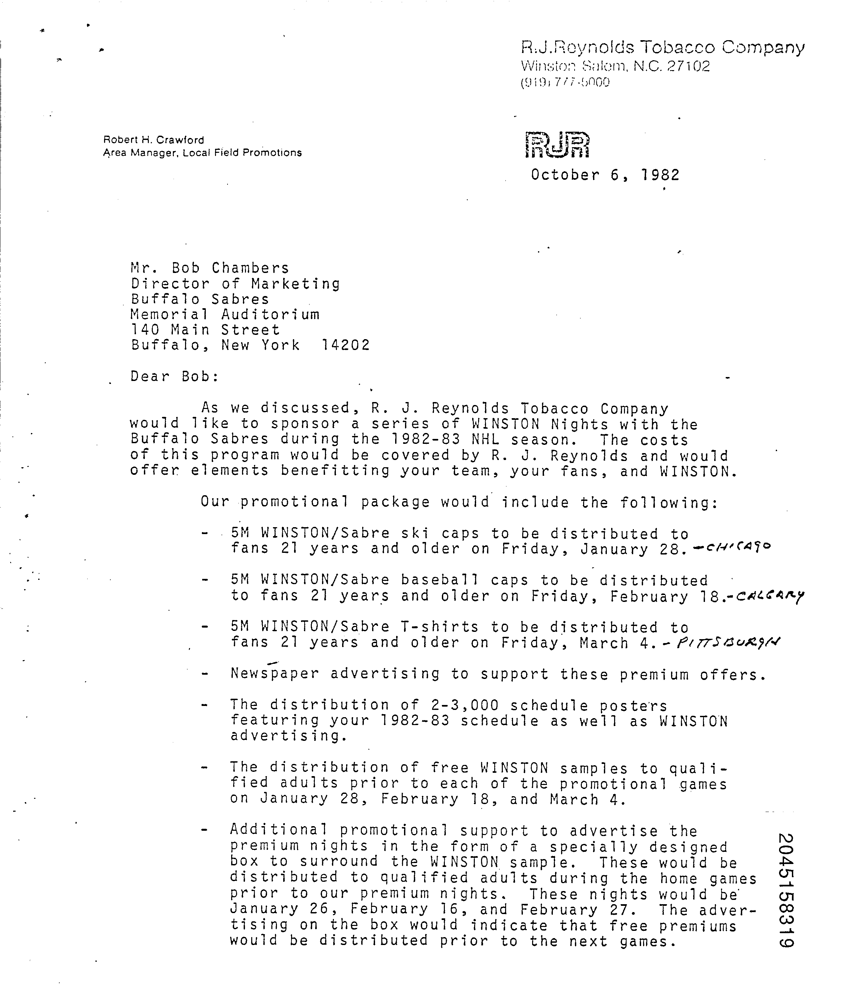 R.J.Reynolds Tobacco Company
Winston Salem, N.C. 27102
(919) 777-5000
Robert H. Crawford
Area Manager, Local Field Promotions
RJR
October 6, 1982
Mr. Bob Chambers
Director of Marketing
Buffalo Sabres
Memorial Auditorium
140 Main Street
Buffalo, New York 14202
Dear Bob:
As we discussed, R. J. Reynolds Tobacco Company
would like to sponsor a series of WINSTON Nights with the
Buffalo Sabres during the 1982-83 NHL season. The costs
of this program would be covered by R. J. Reynolds and would
offer elements benefitting your team, your fans, and WINSTON.
Our promotional package would include the following:
- 5M WINSTON/Sabre ski caps to be distributed to
fans 21 years and older on Friday, January 28. - CHICAGO
- 5M WINSTON/Sabre baseball caps to be distributed
to fans 21 years and older on Friday, February 18. - CALGARY
- 5M WINSTON/Sabre T-shirts to be distributed to
fans 21 years and older on Friday, March 4. - PITTSBURGH
- Newspaper advertising to support these premium offers.
- The distribution of 2-3,000 schedule posters
featuring your 1982-83 schedule as well as WINSTON
advertising.
- The distribution of free WINSTON samples to quali-
fied adults prior to each of the promotional games
on January 28, February 18, and March 4.
- Additional promotional support to advertise the
premium nights in the form of a specially designed
box to surround the WINSTON sample. These would be
distributed to qualified adults during the home games
prior to our premium nights. These nights would be
January 26, February 16, and February 27. The adver-
tising on the box would indicate that free premiums
would be distributed prior to the next games.
2045158319